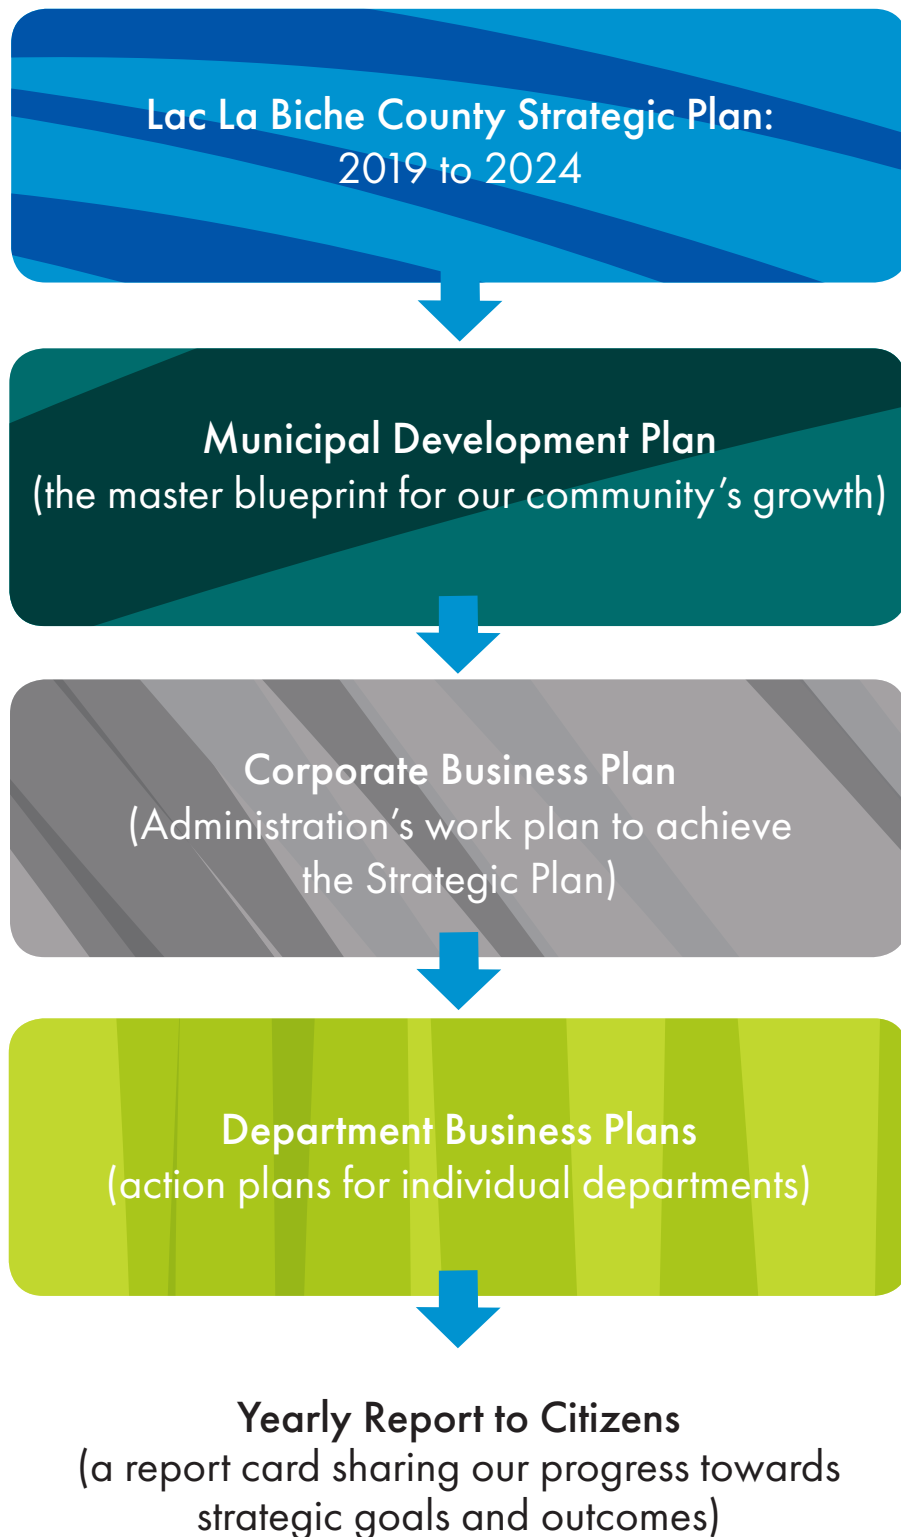 Lac La Biche County Strategic Plan:
2019 to 2024
Municipal Development Plan
(the master blueprint for our community’s growth)
Corporate Business Plan
(Administration’s work plan to achieve
the Strategic Plan)
Department Business Plans
(action plans for individual departments)
Yearly Report to Citizens
(a report card sharing our progress towards
strategic goals and outcomes)